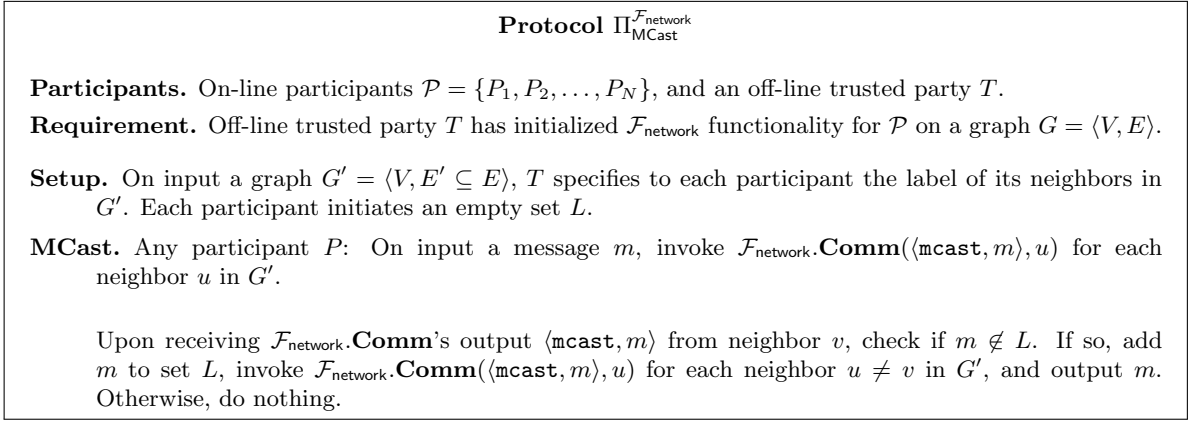 Protocol Π_MCast^{F_network}
Participants. On-line participants 𝒫 = {P_1, P_2, . . . , P_N}, and an off-line trusted party T.
Requirement. Off-line trusted party T has initialized ℱ_network functionality for 𝒫 on a graph G = ⟨V, E⟩.
Setup. On input a graph G′ = ⟨V, E′ ⊆ E⟩, T specifies to each participant the label of its neighbors in
G′. Each participant initiates an empty set L.
MCast. Any participant P: On input a message m, invoke ℱ_network.Comm(⟨mcast, m⟩, u) for each
neighbor u in G′.
Upon receiving ℱ_network.Comm's output ⟨mcast, m⟩ from neighbor v, check if m ∉ L. If so, add
m to set L, invoke ℱ_network.Comm(⟨mcast, m⟩, u) for each neighbor u ≠ v in G′, and output m.
Otherwise, do nothing.